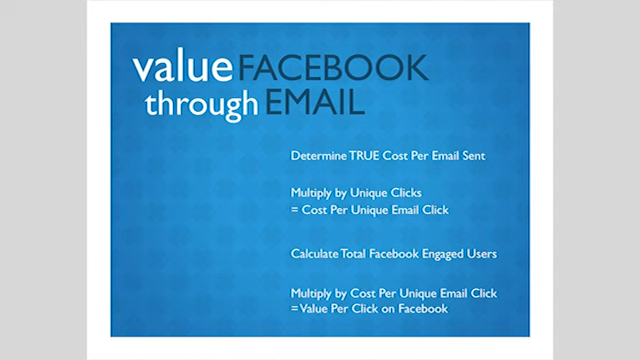 value FACEBOOK
through EMAIL
Determine TRUE Cost Per Email Sent
Multiply by Unique Clicks
= Cost Per Unique Email Click
Calculate Total Facebook Engaged Users
Multiply by Cost Per Unique Email Click
= Value Per Click on Facebook